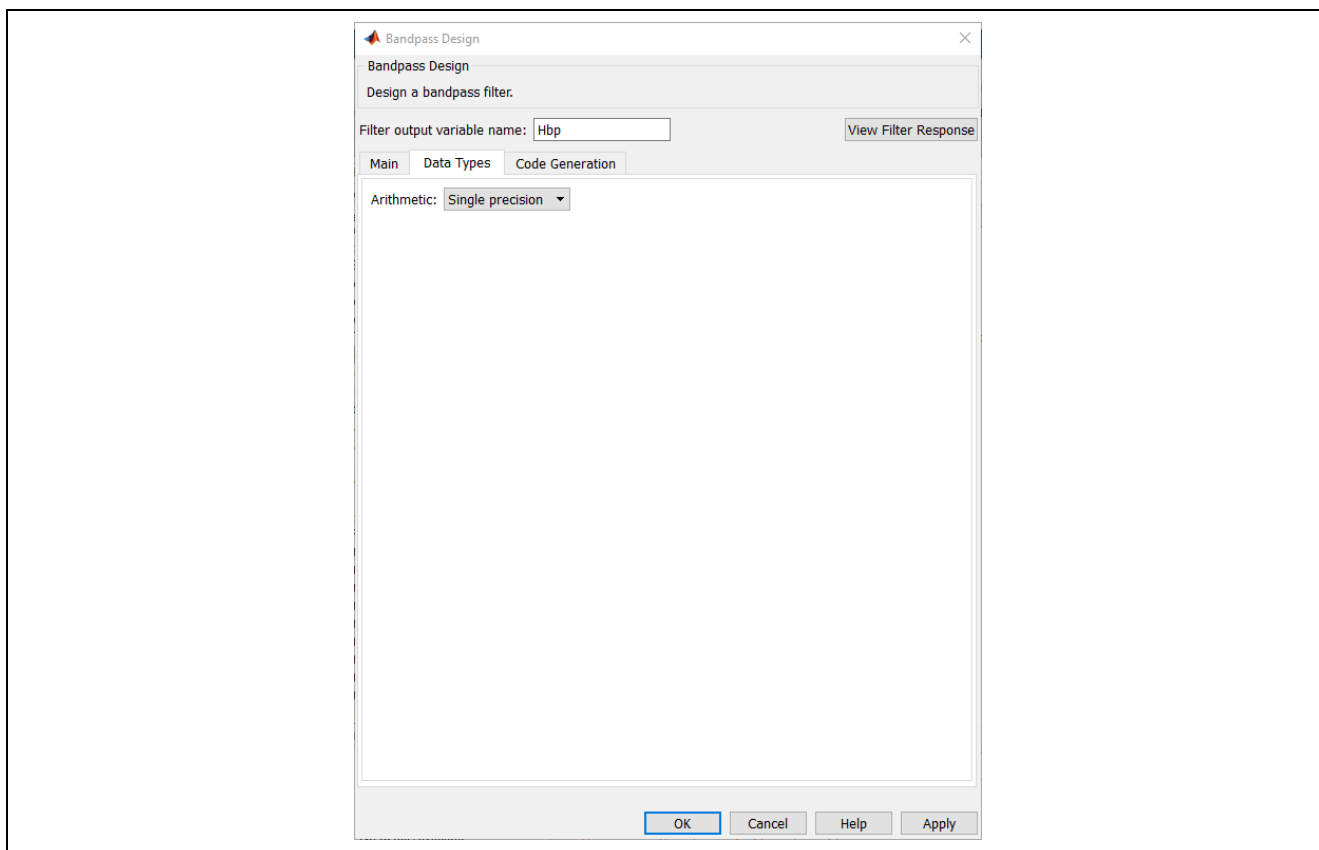 Bandpass Design
Bandpass Design
Design a bandpass filter.
Filter output variable name: Hbp View Filter Response
Main Data Types Code Generation
Arithmetic: Single precision
OK Cancel Help Apply